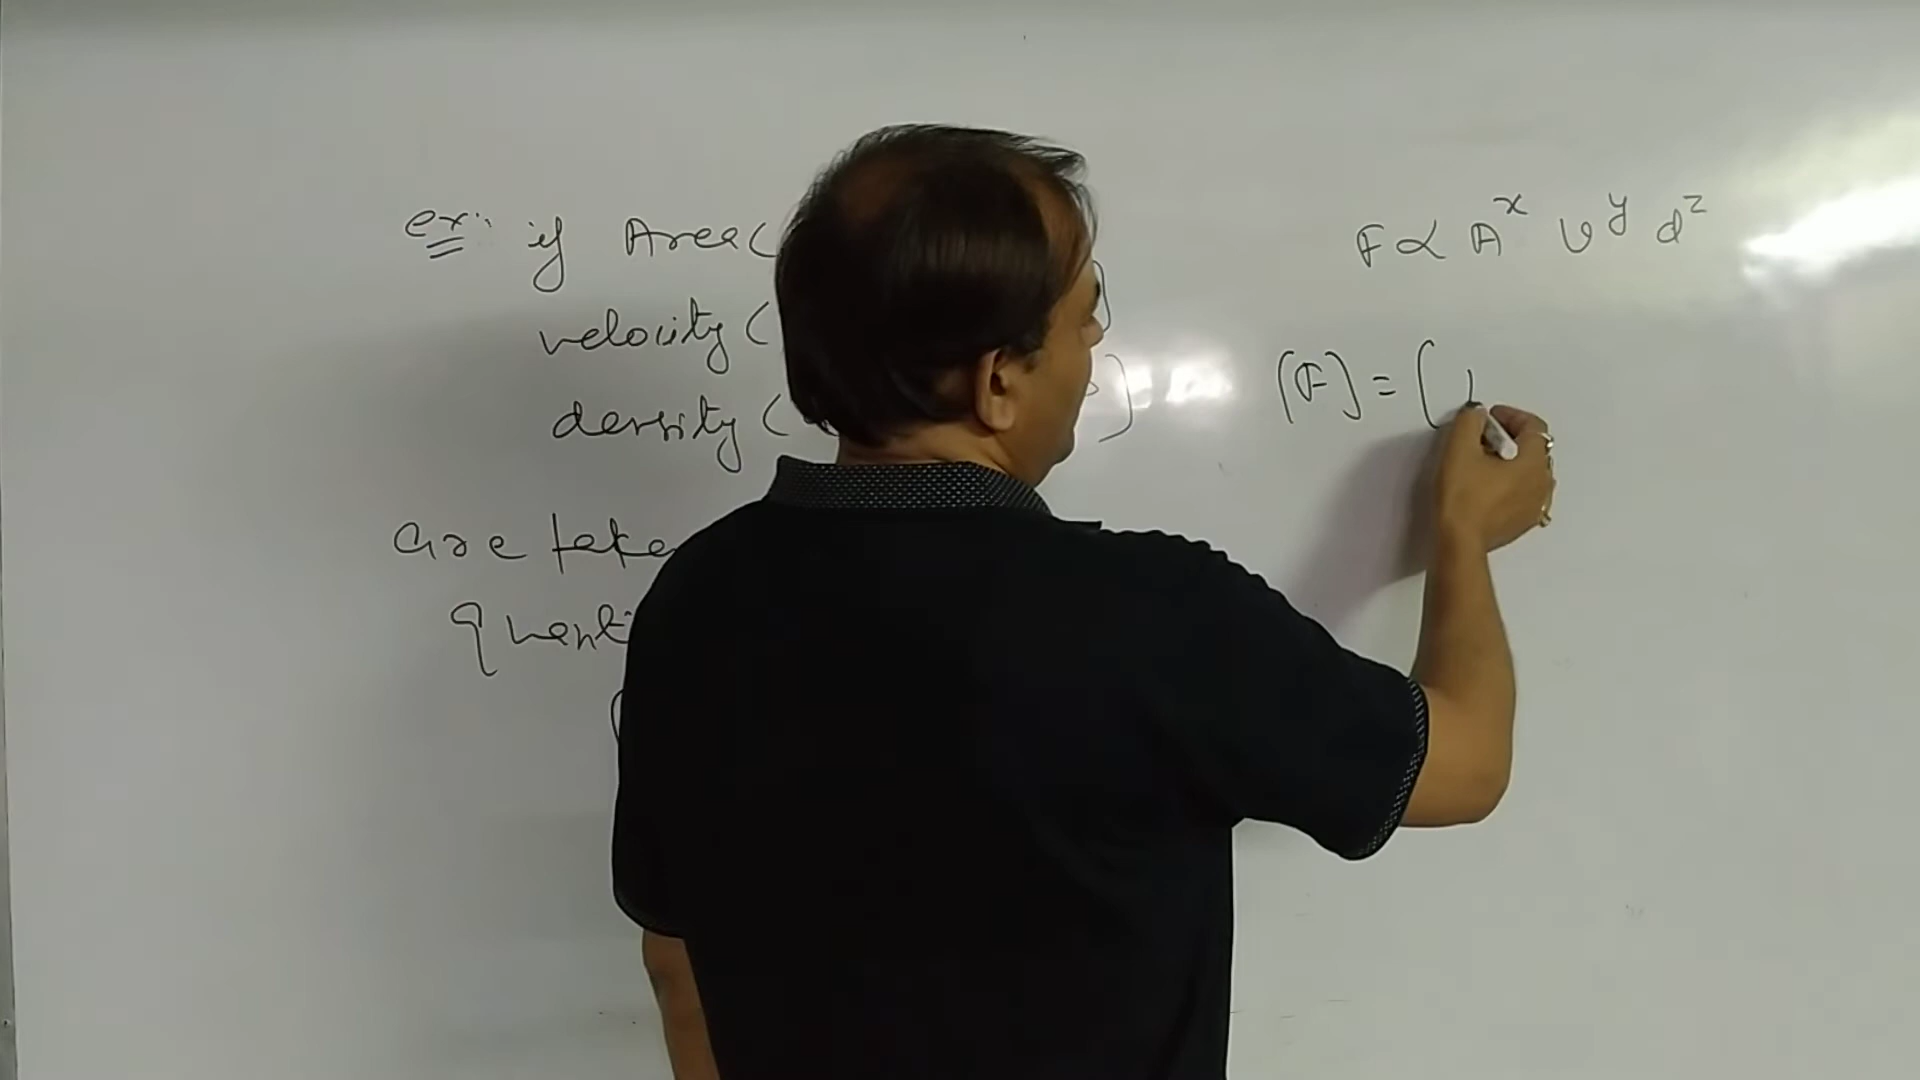 ex: if Area (
velocity (
density (
are take
quanti
F ∝ A^x v^y d^z
[F] = [